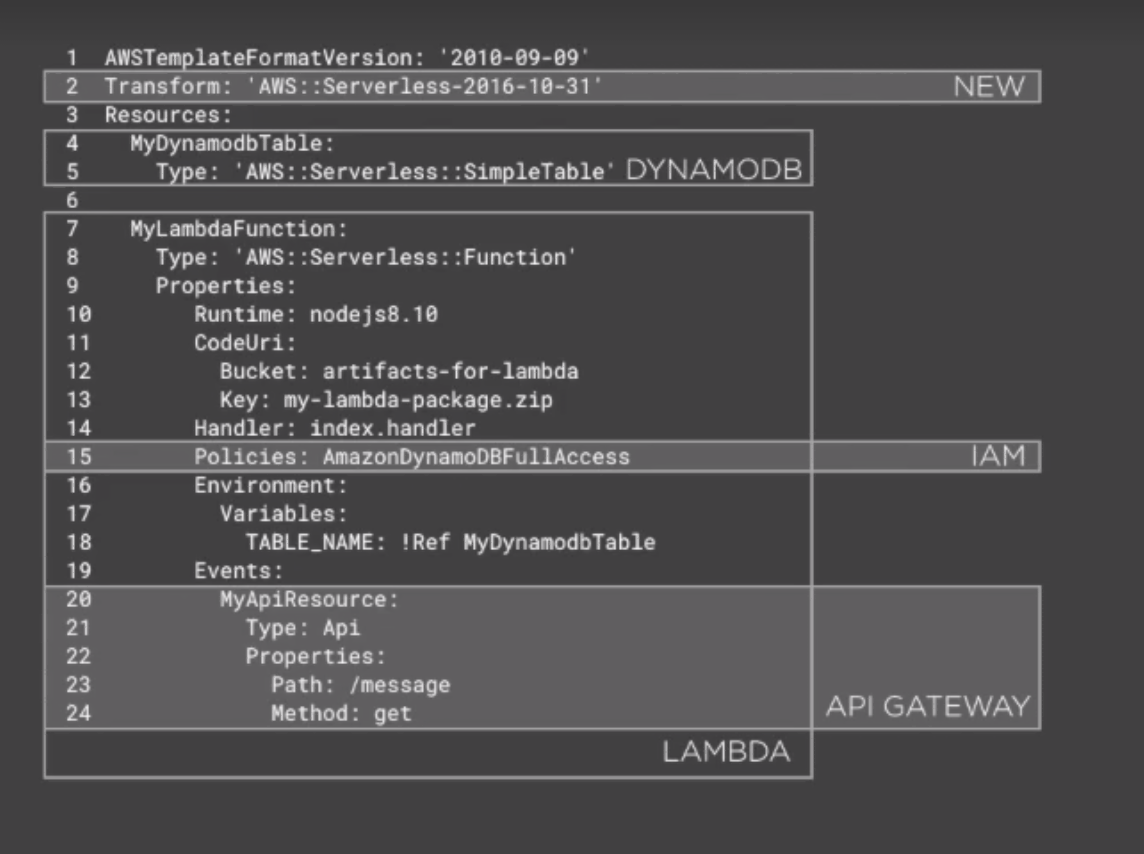 1 AWSTemplateFormatVersion: '2010-09-09'
2 Transform: 'AWS::Serverless-2016-10-31' NEW
3 Resources:
4   MyDynamodbTable:
5     Type: 'AWS::Serverless::SimpleTable' DYNAMODB
6
7   MyLambdaFunction:
8     Type: 'AWS::Serverless::Function'
9     Properties:
10        Runtime: nodejs8.10
11        CodeUri:
12          Bucket: artifacts-for-lambda
13          Key: my-lambda-package.zip
14        Handler: index.handler
15        Policies: AmazonDynamoDBFullAccess IAM
16        Environment:
17          Variables:
18            TABLE_NAME: !Ref MyDynamodbTable
19        Events:
20          MyApiResource:
21            Type: Api
22            Properties:
23              Path: /message
24              Method: get API GATEWAY
LAMBDA